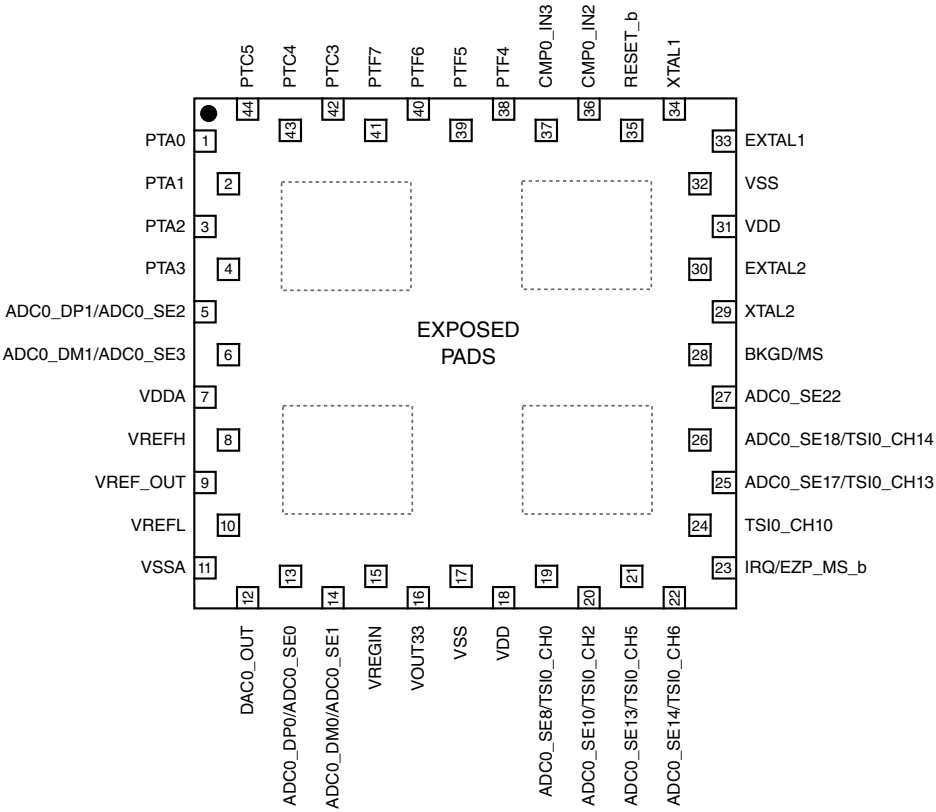 PTC5
PTC4
PTC3
PTF7
PTF6
PTF5
PTF4
CMP0_IN3
CMP0_IN2
RESET_b
XTAL1
44
43
42
41
40
39
38
37
36
35
34
PTA0 1
PTA1 2
PTA2 3
PTA3 4
ADC0_DP1/ADC0_SE2 5
ADC0_DM1/ADC0_SE3 6
VDDA 7
VREFH 8
VREF_OUT 9
VREFL 10
VSSA 11
EXPOSED
PADS
33 EXTAL1
32 VSS
31 VDD
30 EXTAL2
29 XTAL2
28 BKGD/MS
27 ADC0_SE22
26 ADC0_SE18/TSI0_CH14
25 ADC0_SE17/TSI0_CH13
24 TSI0_CH10
23 IRQ/EZP_MS_b
12
13
14
15
16
17
18
19
20
21
22
DAC0_OUT
ADC0_DP0/ADC0_SE0
ADC0_DM0/ADC0_SE1
VREGIN
VOUT33
VSS
VDD
ADC0_SE8/TSI0_CH0
ADC0_SE10/TSI0_CH2
ADC0_SE13/TSI0_CH5
ADC0_SE14/TSI0_CH6